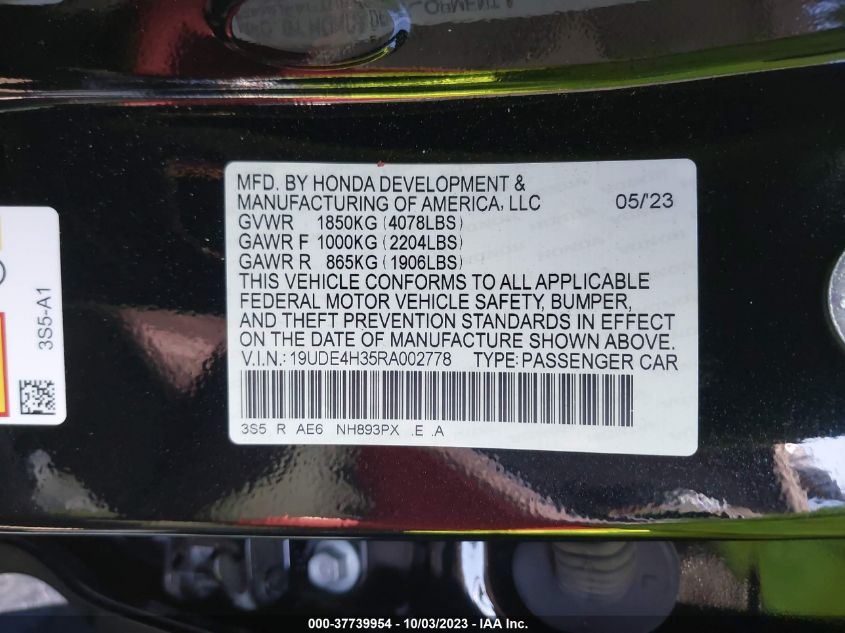 MFD. BY HONDA DEVELOPMENT &
MANUFACTURING OF AMERICA, LLC 05/'23
GVWR 1850KG (4078LBS)
GAWR F 1000KG (2204LBS)
GAWR R 865KG (1906LBS)
THIS VEHICLE CONFORMS TO ALL APPLICABLE
FEDERAL MOTOR VEHICLE SAFETY, BUMPER,
AND THEFT PREVENTION STANDARDS IN EFFECT
ON THE DATE OF MANUFACTURE SHOWN ABOVE.
V.I.N.: 19UDE4H35RA002778 TYPE: PASSENGER CAR
3S5 R AE6 NH893PX .E .A
3S5-A1
000-37739954 - 10/03/2023 - IAA Inc.